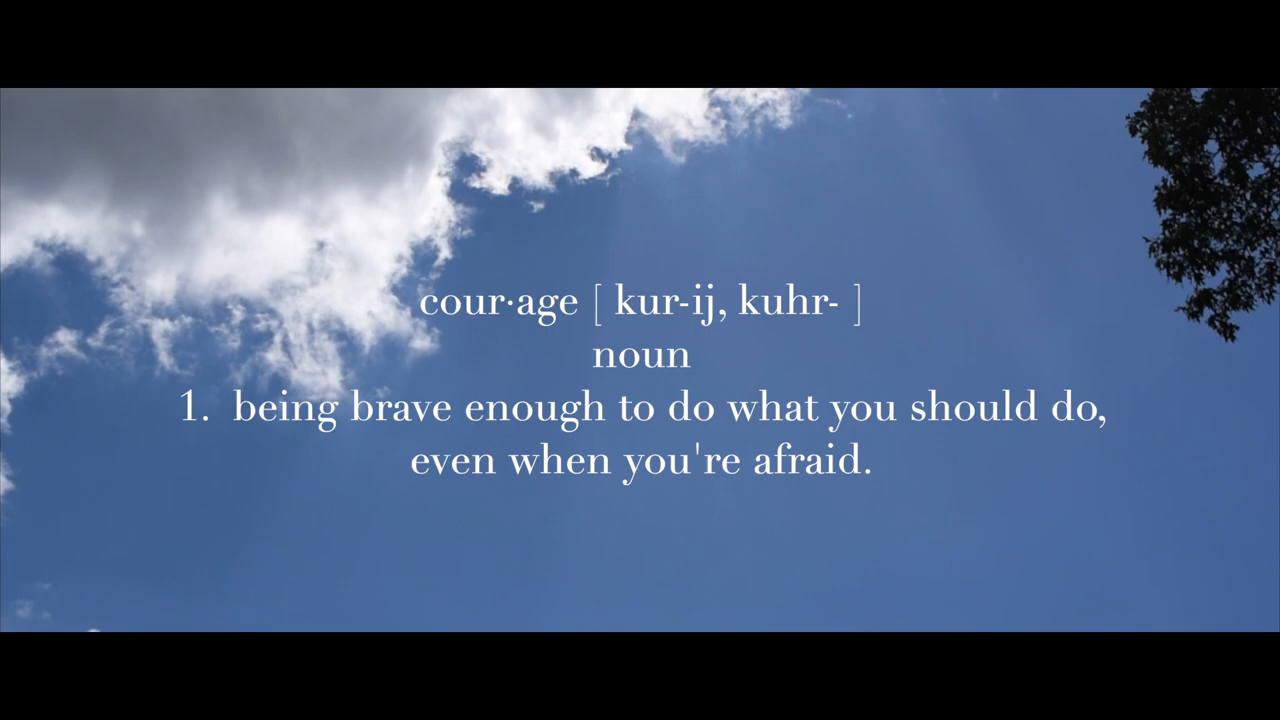 cour·age [ kur-ij, kuhr- ]
noun
1. being brave enough to do what you should do,
even when you're afraid.